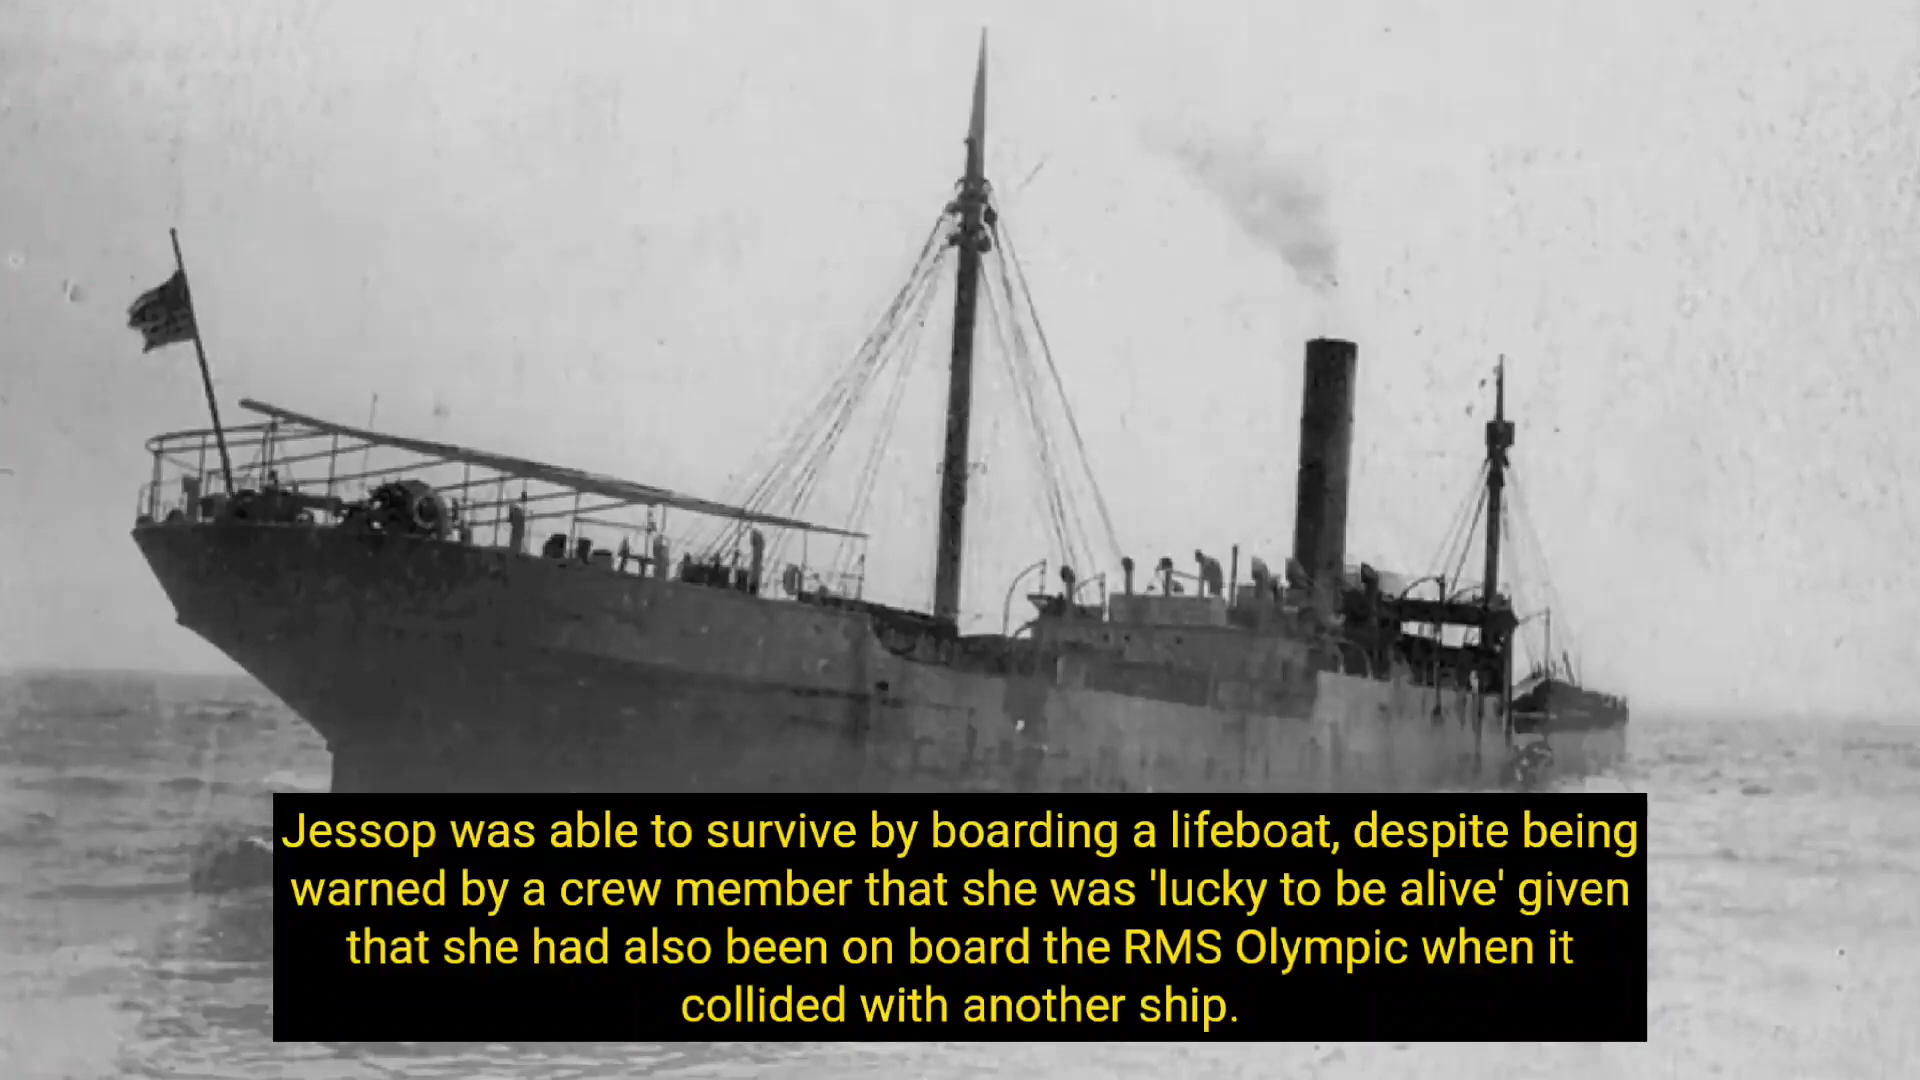 Jessop was able to survive by boarding a lifeboat, despite being
warned by a crew member that she was 'lucky to be alive' given
that she had also been on board the RMS Olympic when it
collided with another ship.